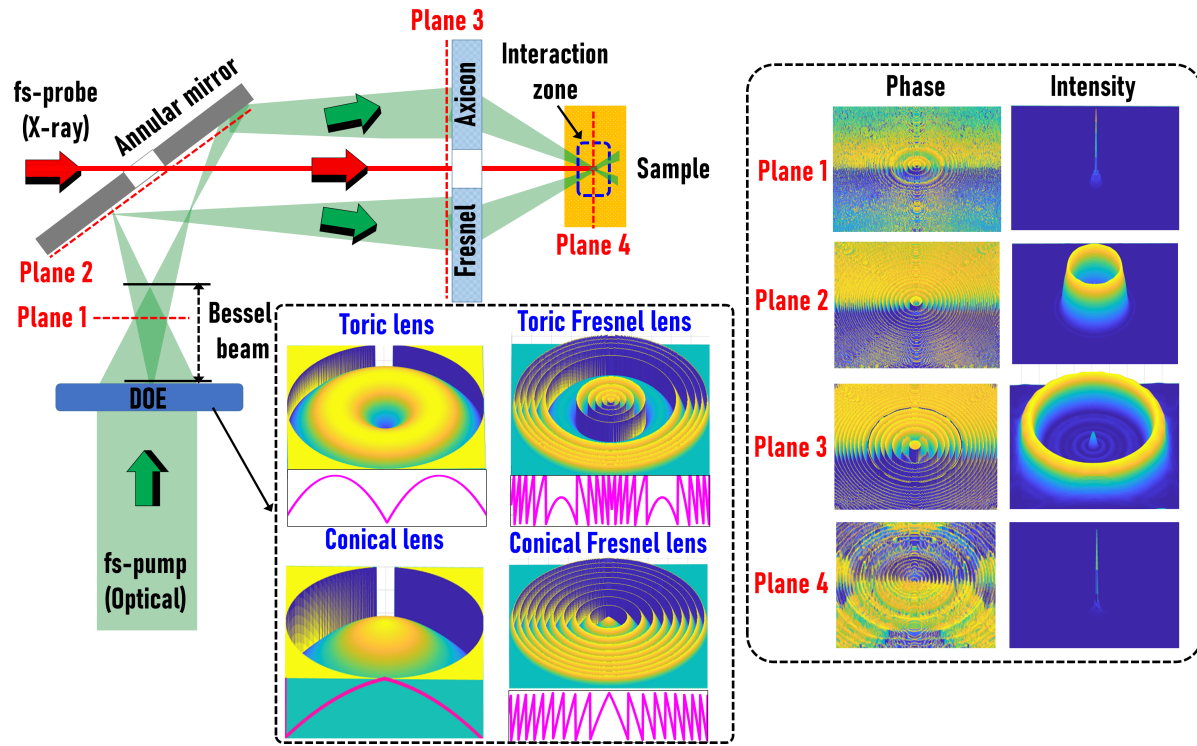 Plane 3
Interaction
zone
fs-probe
(X-ray)
Annular mirror
Axicon
Fresnel
Sample
Plane 4
Plane 2
Plane 1
Bessel
beam
DOE
fs-pump
(Optical)
Toric lens
Toric Fresnel lens
Conical lens
Conical Fresnel lens
Phase
Intensity
Plane 1
Plane 2
Plane 3
Plane 4